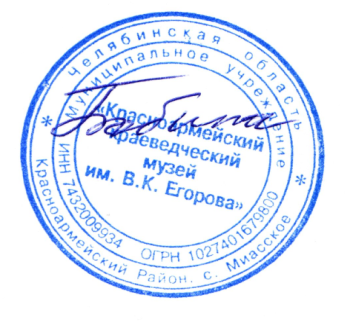 * Челябинская область *
Красноармейский Район. с. Миасское
Муниципальное учреждение
ИНН 7432009934 ОГРН 1027401679800
«Красноармейский
краеведческий
музей
им. В.К. Егорова»